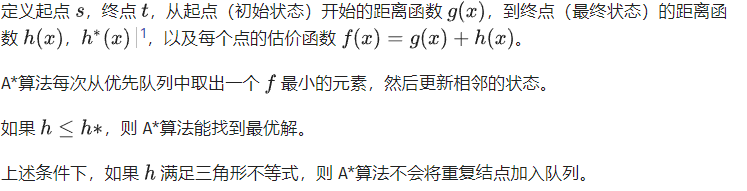 定义起点 s，终点 t，从起点（初始状态）开始的距离函数 g(x)，到终点（最终状态）的距离函
数 h(x)，h*(x) 1，以及每个点的估价函数 f(x) = g(x) + h(x)。
A*算法每次从优先队列中取出一个 f 最小的元素，然后更新相邻的状态。
如果 h ≤ h*，则 A*算法能找到最优解。
上述条件下，如果 h 满足三角形不等式，则 A*算法不会将重复结点加入队列。